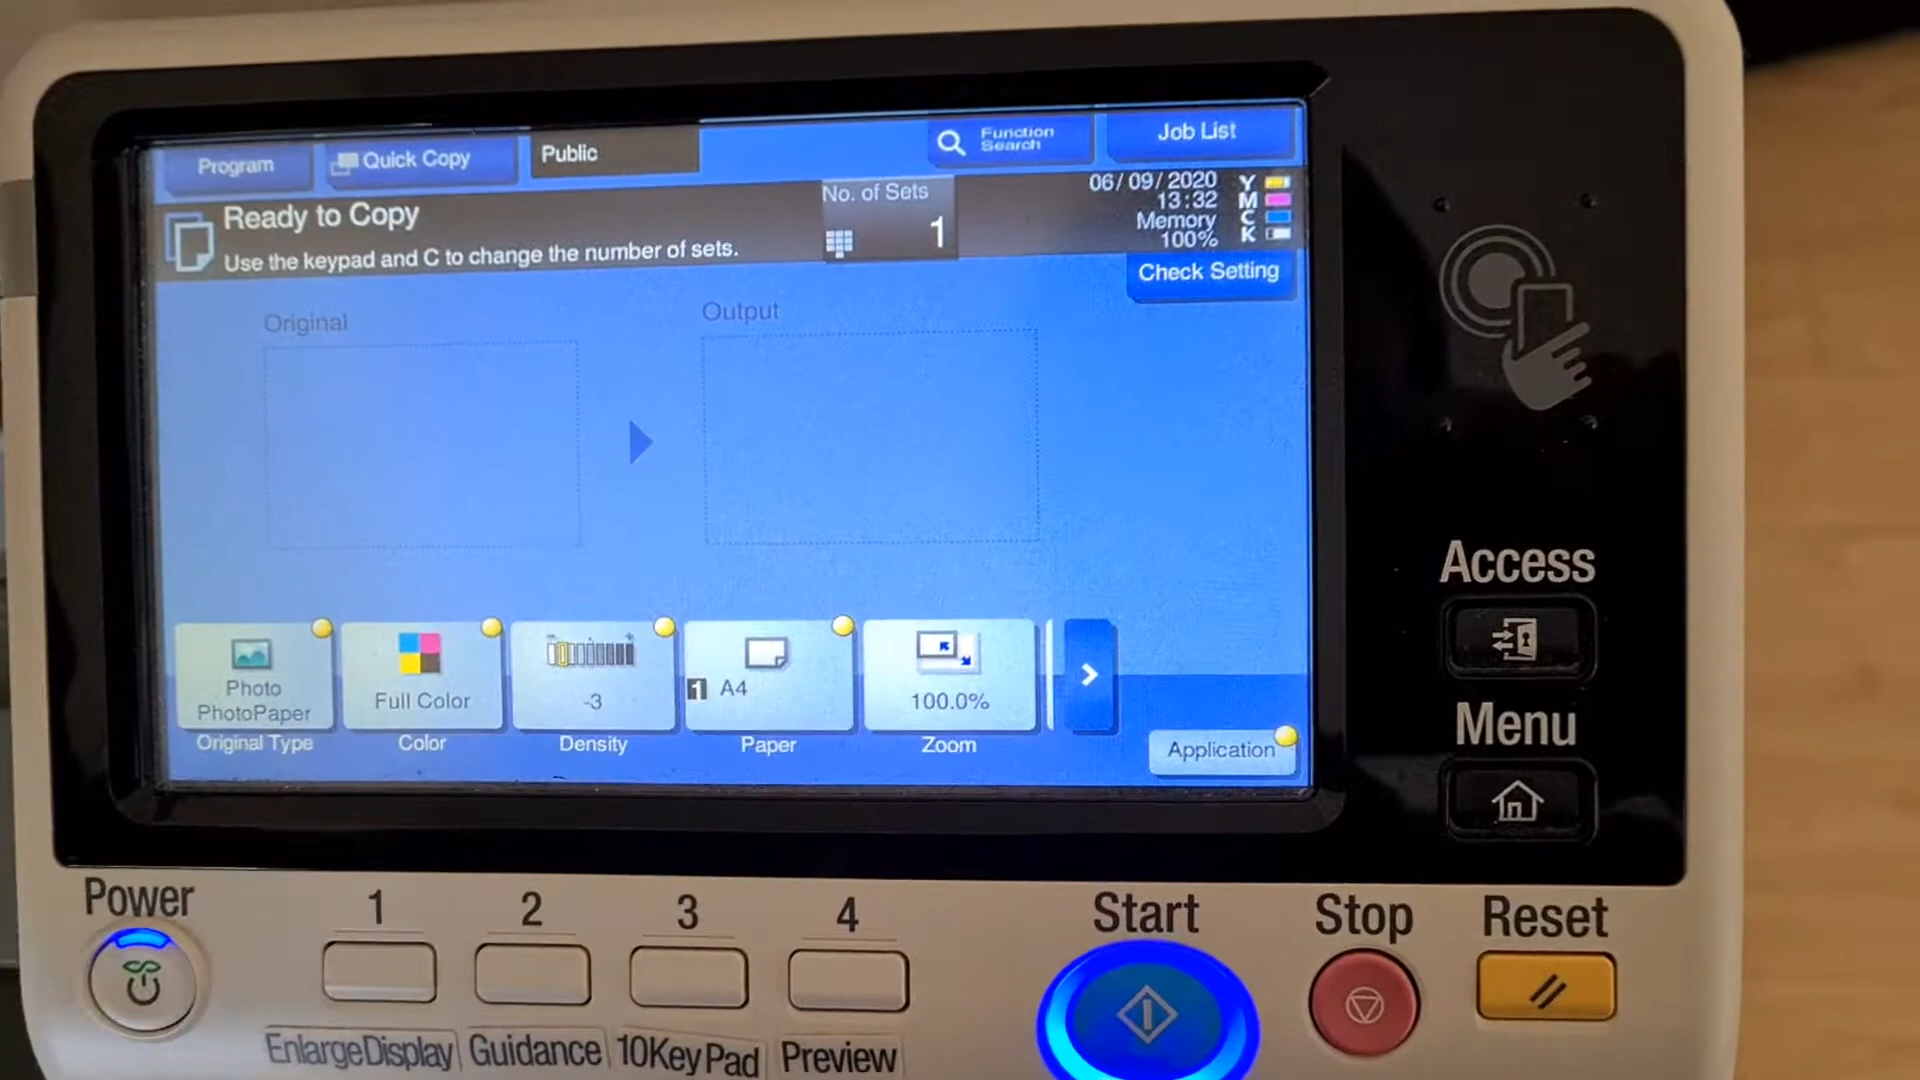 Program
Quick Copy
Public
Function
Search
Job List
Ready to Copy
Use the keypad and C to change the number of sets.
No. of Sets
1
06/09/2020
13:32
Memory
100%
Y
M
C
K
Check Setting
Original
Output
Photo
PhotoPaper
Original Type
Full Color
Color
-3
Density
1 A4
Paper
100.0%
Zoom
Application
Access
Menu
Power
1
2
3
4
Start
Stop
Reset
EnlargeDisplay
Guidance
10KeyPad
Preview